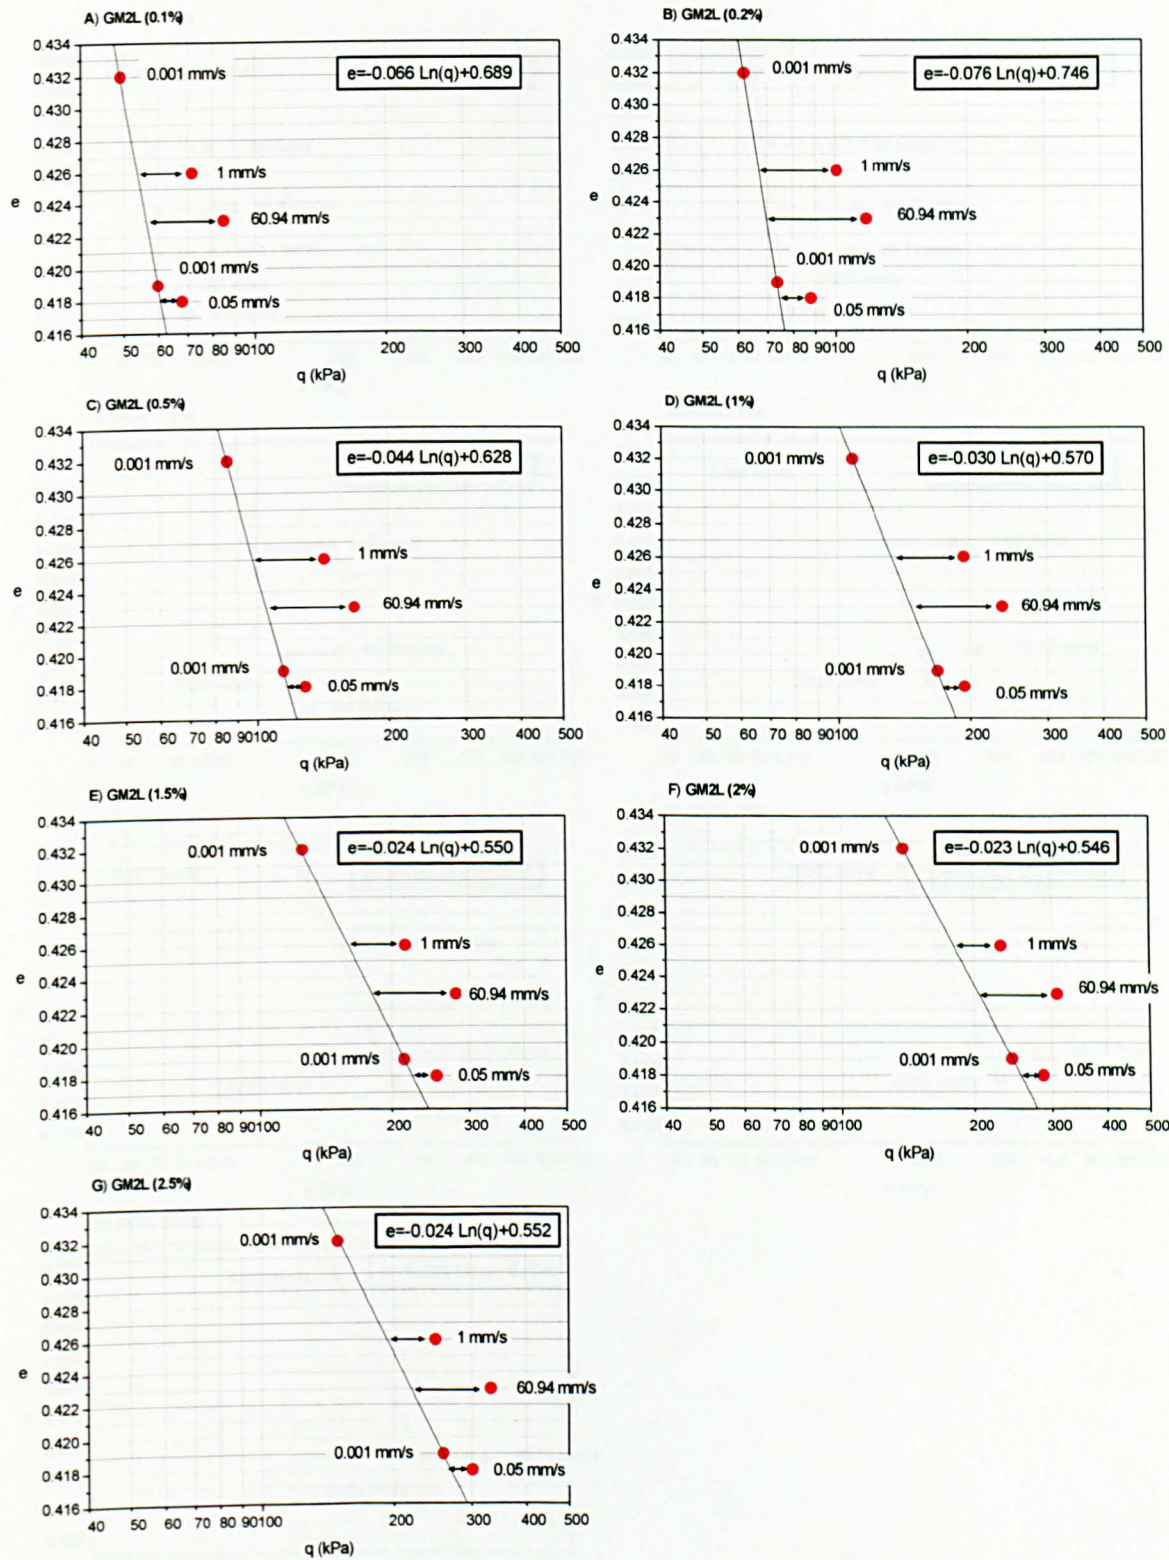 A) GM2L (0.1%)
0.434
0.432
0.430
0.428
0.426
0.424
0.422
0.420
0.418
0.416
e
0.001 mm/s
e=-0.066 Ln(q)+0.689
1 mm/s
60.94 mm/s
0.001 mm/s
0.05 mm/s
40 50 60 70 80 90100 200 300 400 500
q (kPa)
B) GM2L (0.2%)
0.434
0.432
0.430
0.428
0.426
0.424
0.422
0.420
0.418
0.416
e
0.001 mm/s
e=-0.076 Ln(q)+0.746
1 mm/s
60.94 mm/s
0.001 mm/s
0.05 mm/s
40 50 60 70 80 90100 200 300 400 500
q (kPa)
C) GM2L (0.5%)
0.434
0.432
0.430
0.428
0.426
0.424
0.422
0.420
0.418
0.416
e
0.001 mm/s
e=-0.044 Ln(q)+0.628
1 mm/s
60.94 mm/s
0.001 mm/s
0.05 mm/s
40 50 60 70 80 90100 200 300 400 500
q (kPa)
D) GM2L (1%)
0.434
0.432
0.430
0.428
0.426
0.424
0.422
0.420
0.418
0.416
e
0.001 mm/s
e=-0.030 Ln(q)+0.570
1 mm/s
60.94 mm/s
0.001 mm/s
0.05 mm/s
40 50 60 70 80 90100 200 300 400 500
q (kPa)
E) GM2L (1.5%)
0.434
0.432
0.430
0.428
0.426
0.424
0.422
0.420
0.418
0.416
e
0.001 mm/s
e=-0.024 Ln(q)+0.550
1 mm/s
60.94 mm/s
0.001 mm/s
0.05 mm/s
40 50 60 70 80 90100 200 300 400 500
q (kPa)
F) GM2L (2%)
0.434
0.432
0.430
0.428
0.426
0.424
0.422
0.420
0.418
0.416
e
0.001 mm/s
e=-0.023 Ln(q)+0.546
1 mm/s
60.94 mm/s
0.001 mm/s
0.05 mm/s
40 50 60 70 80 90100 200 300 400 500
q (kPa)
G) GM2L (2.5%)
0.434
0.432
0.430
0.428
0.426
0.424
0.422
0.420
0.418
0.416
e
0.001 mm/s
e=-0.024 Ln(q)+0.552
1 mm/s
60.94 mm/s
0.001 mm/s
0.05 mm/s
40 50 60 70 80 90100 200 300 400 500
q (kPa)